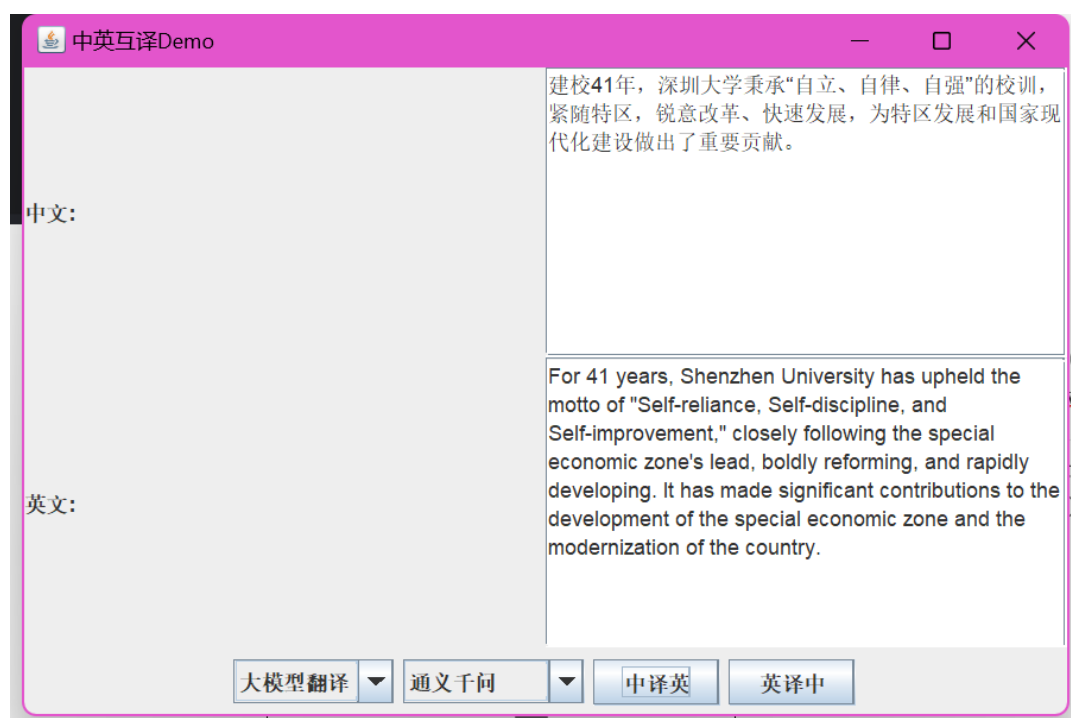 中英互译Demo
中文:
建校41年，深圳大学秉承“自立、自律、自强”的校训，
紧随特区，锐意改革、快速发展，为特区发展和国家现
代化建设做出了重要贡献。
英文:
For 41 years, Shenzhen University has upheld the
motto of "Self-reliance, Self-discipline, and
Self-improvement," closely following the special
economic zone's lead, boldly reforming, and rapidly
developing. It has made significant contributions to the
development of the special economic zone and the
modernization of the country.
大模型翻译 通义千问 中译英 英译中